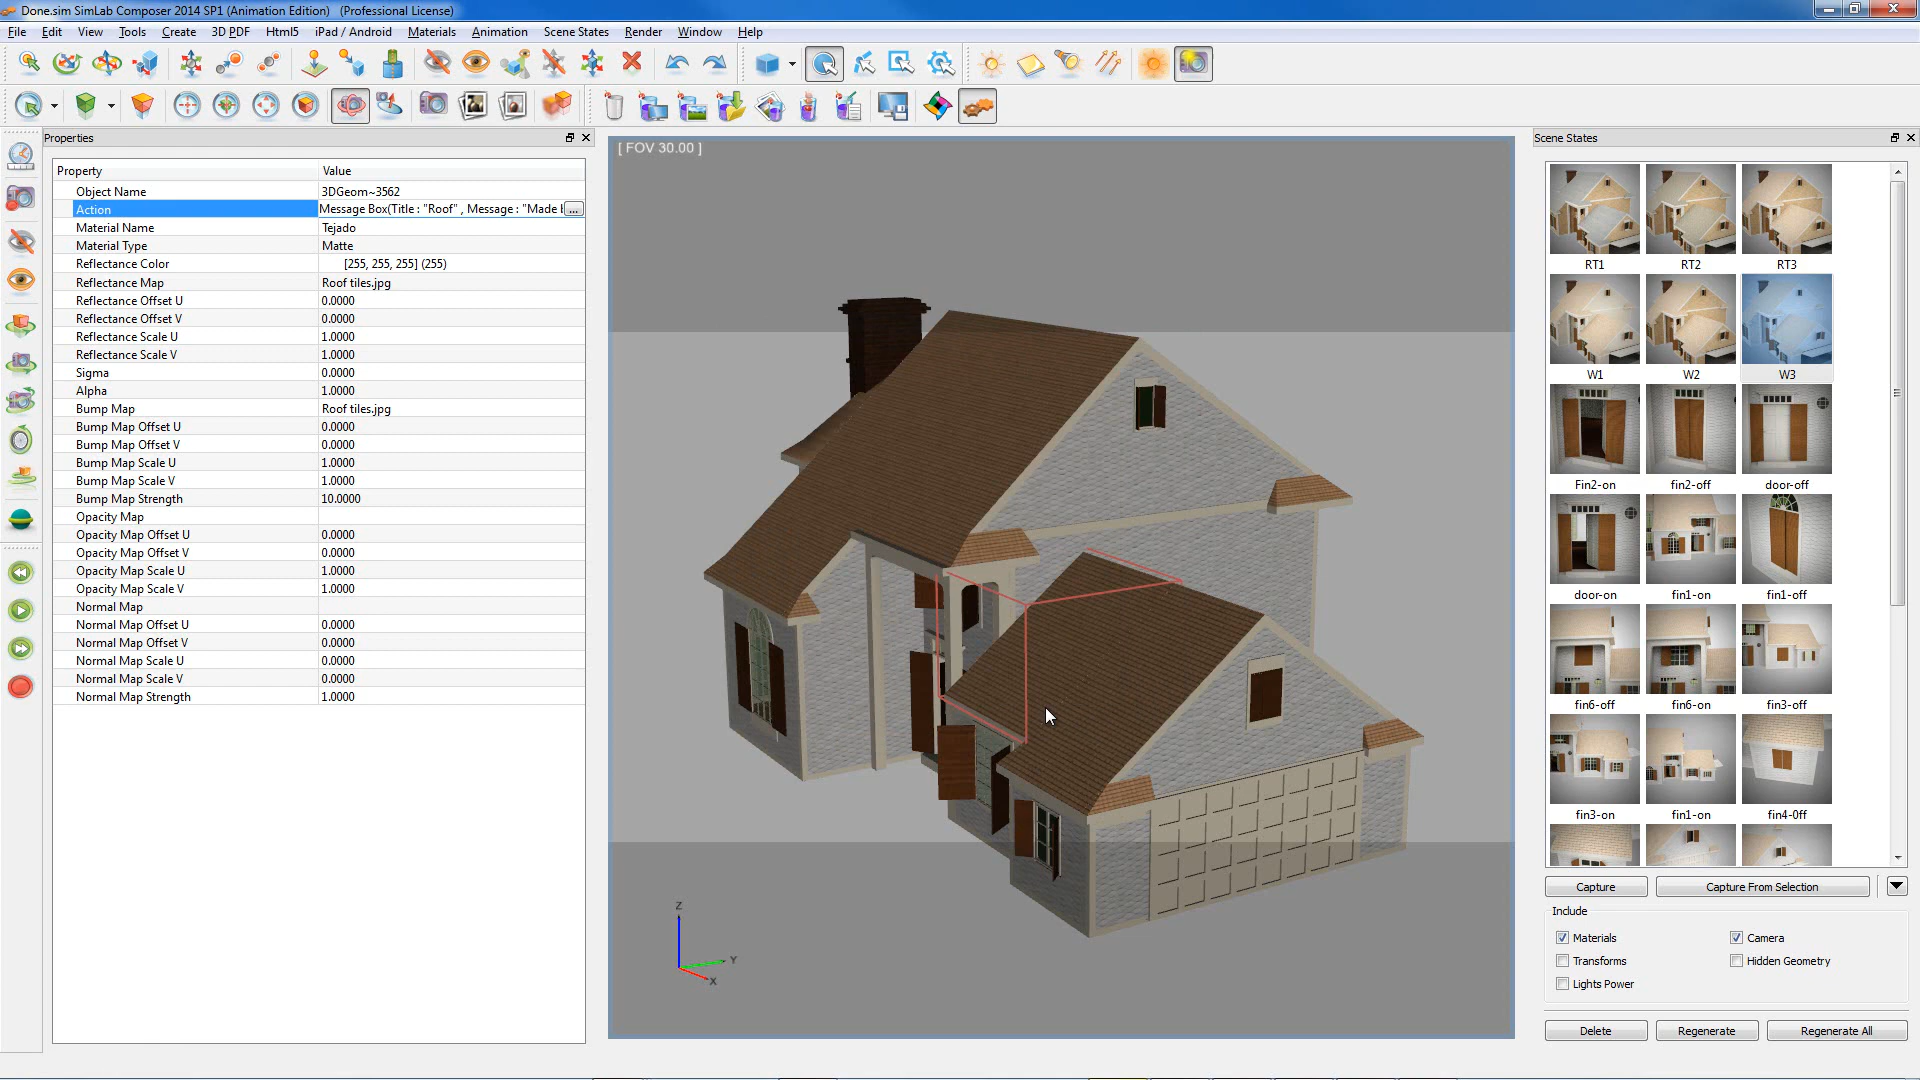 Done.sim SimLab Composer 2014 SP1 (Animation Edition) (Professional License)
File Edit View Tools Create 3D PDF Html5 iPad / Android Materials Animation Scene States Render Window Help
Properties
Property Value
Object Name 3DGeom~3562
Action Message Box(Title : "Roof" , Message : "Made ...
Material Name Tejado
Material Type Matte
Reflectance Color [255, 255, 255] (255)
Reflectance Map Roof tiles.jpg
Reflectance Offset U 0.0000
Reflectance Offset V 0.0000
Reflectance Scale U 1.0000
Reflectance Scale V 1.0000
Sigma 0.0000
Alpha 1.0000
Bump Map Roof tiles.jpg
Bump Map Offset U 0.0000
Bump Map Offset V 0.0000
Bump Map Scale U 1.0000
Bump Map Scale V 1.0000
Bump Map Strength 10.0000
Opacity Map
Opacity Map Offset U 0.0000
Opacity Map Offset V 0.0000
Opacity Map Scale U 1.0000
Opacity Map Scale V 1.0000
Normal Map
Normal Map Offset U 0.0000
Normal Map Offset V 0.0000
Normal Map Scale U 0.0000
Normal Map Scale V 0.0000
Normal Map Strength 1.0000
[ FOV 30.00 ]
Z
Y
X
Scene States
RT1 RT2 RT3
W1 W2 W3
Fin2-on fin2-off door-off
door-on fin1-on fin1-off
fin6-off fin6-on fin3-off
fin3-on fin1-on fin4-0ff
Capture Capture From Selection
Include
Materials Camera
Transforms Hidden Geometry
Lights Power
Delete Regenerate Regenerate All